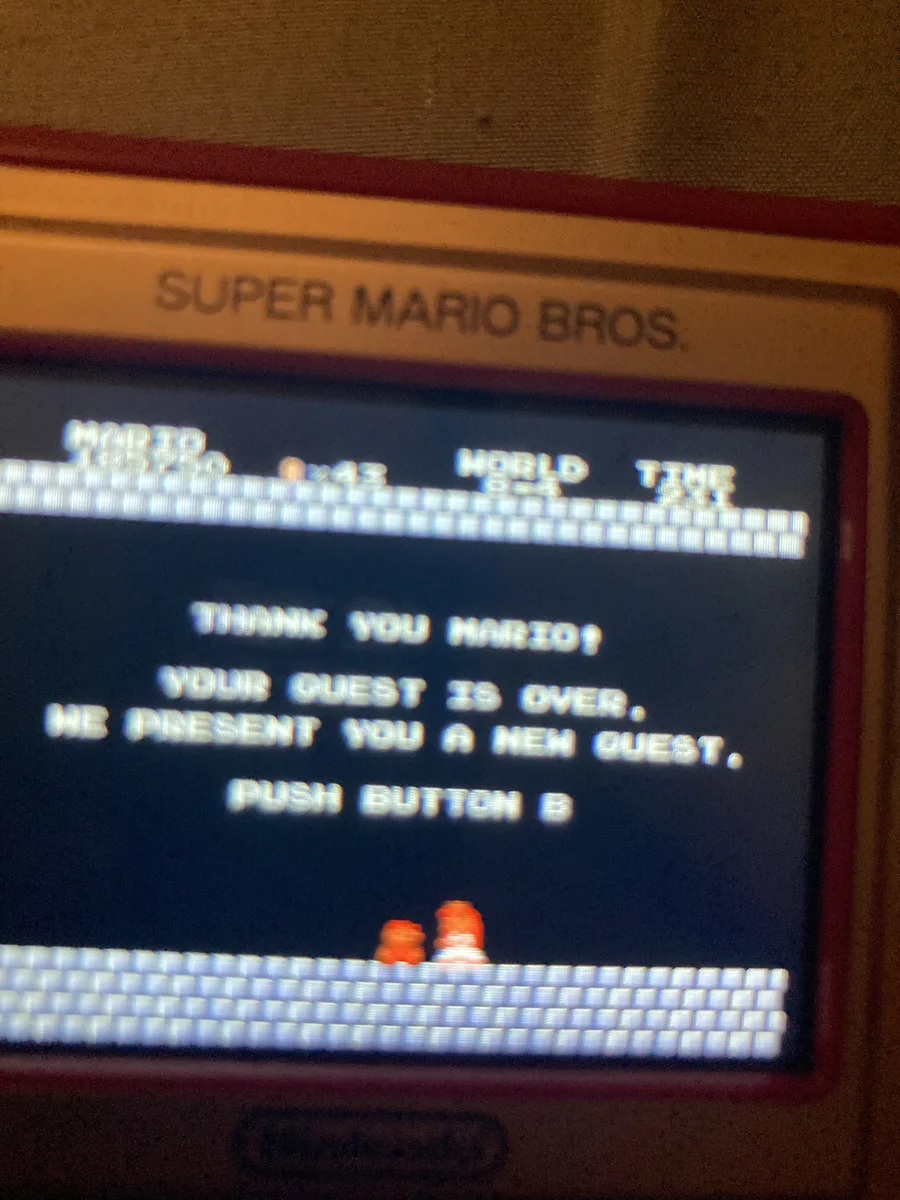 SUPER MARIO BROS.
MARIO
×43 WORLD TIME
8-4
THANK YOU MARIO!
YOUR QUEST IS OVER.
WE PRESENT YOU A NEW QUEST.
PUSH BUTTON B
Nintendo